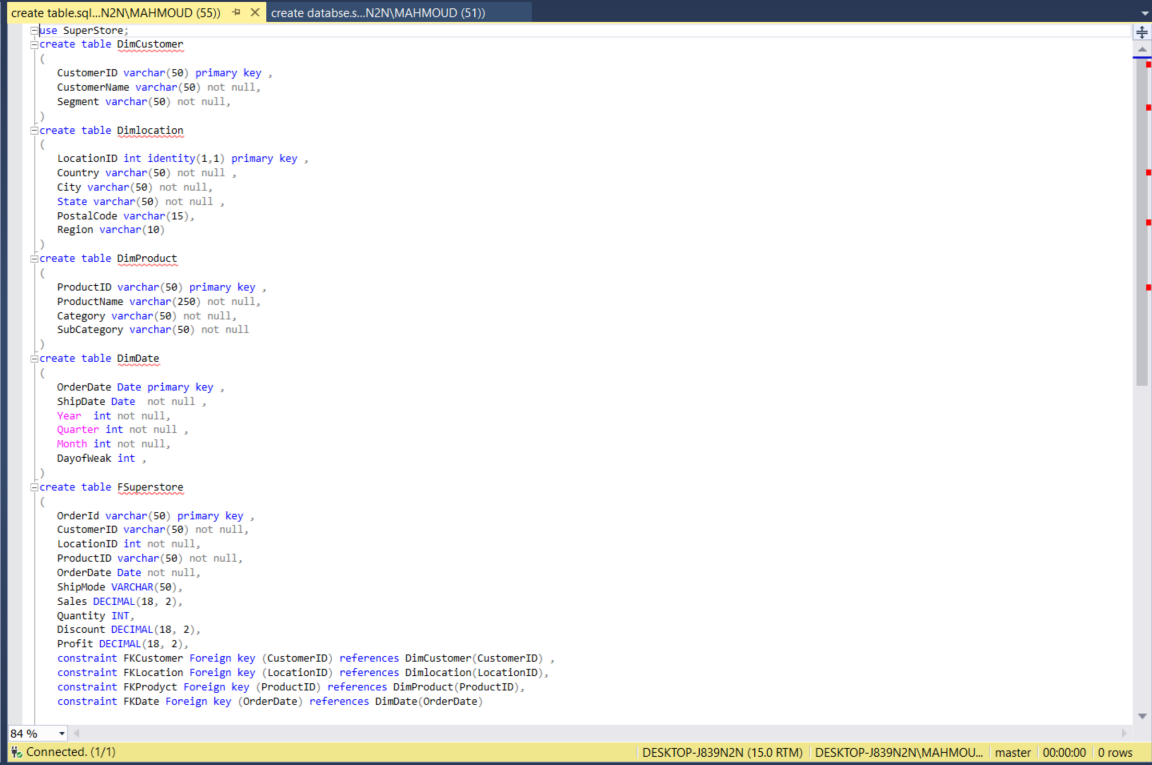 create table.sql...N2N\MAHMOUD (55)) create databse.s...N2N\MAHMOUD (51))
use SuperStore;
create table DimCustomer
(
CustomerID varchar(50) primary key ,
CustomerName varchar(50) not null,
Segment varchar(50) not null,
)
create table Dimlocation
(
LocationID int identity(1,1) primary key ,
Country varchar(50) not null ,
City varchar(50) not null,
State varchar(50) not null ,
PostalCode varchar(15),
Region varchar(10)
)
create table DimProduct
(
ProductID varchar(50) primary key ,
ProductName varchar(250) not null,
Category varchar(50) not null,
SubCategory varchar(50) not null
)
create table DimDate
(
OrderDate Date primary key ,
ShipDate Date  not null ,
Year  int not null,
Quarter int not null ,
Month int not null,
DayofWeak int ,
)
create table FSuperstore
(
OrderId varchar(50) primary key ,
CustomerID varchar(50) not null,
LocationID int not null,
ProductID varchar(50) not null,
OrderDate Date not null,
ShipMode VARCHAR(50),
Sales DECIMAL(18, 2),
Quantity INT,
Discount DECIMAL(18, 2),
Profit DECIMAL(18, 2),
constraint FKCustomer Foreign key (CustomerID) references DimCustomer(CustomerID) ,
constraint FKLocation Foreign key (LocationID) references Dimlocation(LocationID),
constraint FKProdyct Foreign key (ProductID) references DimProduct(ProductID),
constraint FKDate Foreign key (OrderDate) references DimDate(OrderDate)
84 %
Connected. (1/1) DESKTOP-J839N2N (15.0 RTM) DESKTOP-J839N2N\MAHMOU... master 00:00:00 0 rows